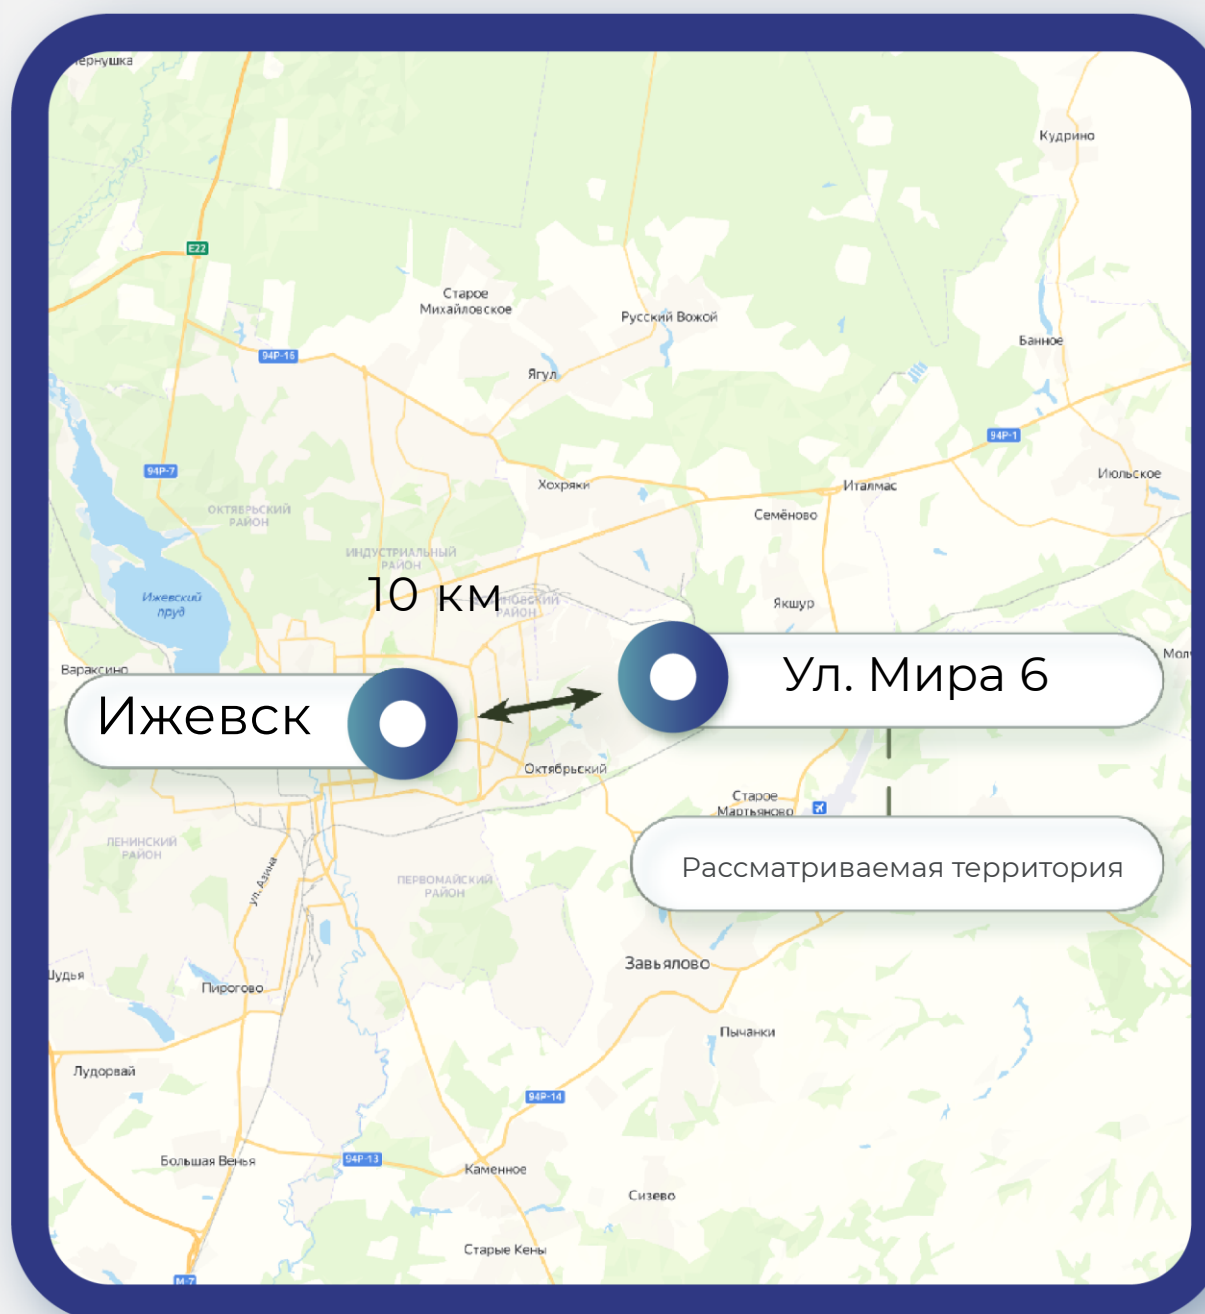 Кудрино
E22
Старое
Михайловское
Русский Вожой
Банное
94Р-16
Ягул
94Р-1
94Р-7
Хохряки
Италмас
Июльское
ОКТЯБРЬСКИЙ
РАЙОН
Семёново
ИНДУСТРИАЛЬНЫЙ
РАЙОН
Ижевский
пруд
10 км
РАЙОН
Якшур
Вараксино
Ул. Мира 6
Ижевск
Октябрьский
Старое
Мартьяново
ЛЕНИНСКИЙ
РАЙОН
ул. Азина
ПЕРВОМАЙСКИЙ
РАЙОН
Рассматриваемая территория
Завьялово
Пирогово
Пычанки
Лудорвай
94Р-14
Большая Венья
94Р-13
Каменное
Сизево
Старые Кены
М-7